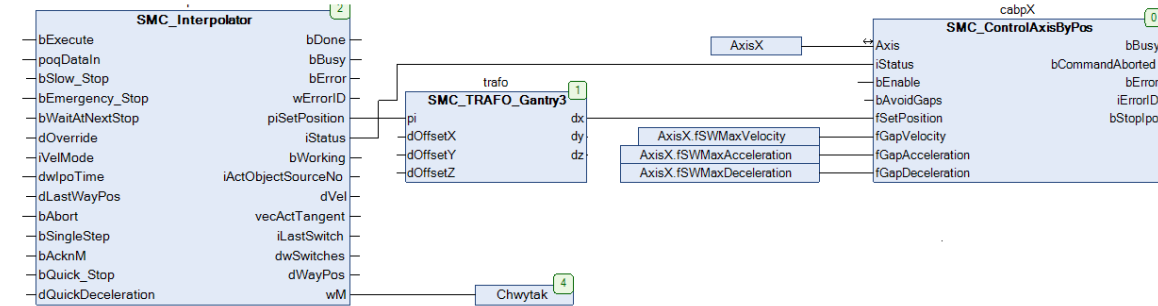 2
SMC_Interpolator
bExecute bDone
poqDataIn bBusy
bSlow_Stop bError
bEmergency_Stop wErrorID
bWaitAtNextStop piSetPosition
dOverride iStatus
iVelMode bWorking
dwIpoTime iActObjectSourceNo
dLastWayPos dVel
bAbort vecActTangent
bSingleStep iLastSwitch
bAcknM dwSwitches
bQuick_Stop dWayPos
dQuickDeceleration wM
trafo
1
SMC_TRAFO_Gantry3
pi dx
dOffsetX dy
dOffsetY dz
dOffsetZ
4
Chwytak
AxisX
AxisX.fSWMaxVelocity
AxisX.fSWMaxAcceleration
AxisX.fSWMaxDeceleration
cabpX
0
SMC_ControlAxisByPos
Axis bBusy
iStatus bCommandAborted
bEnable bError
bAvoidGaps iErrorID
fSetPosition bStopIpo
fGapVelocity
fGapAcceleration
fGapDeceleration